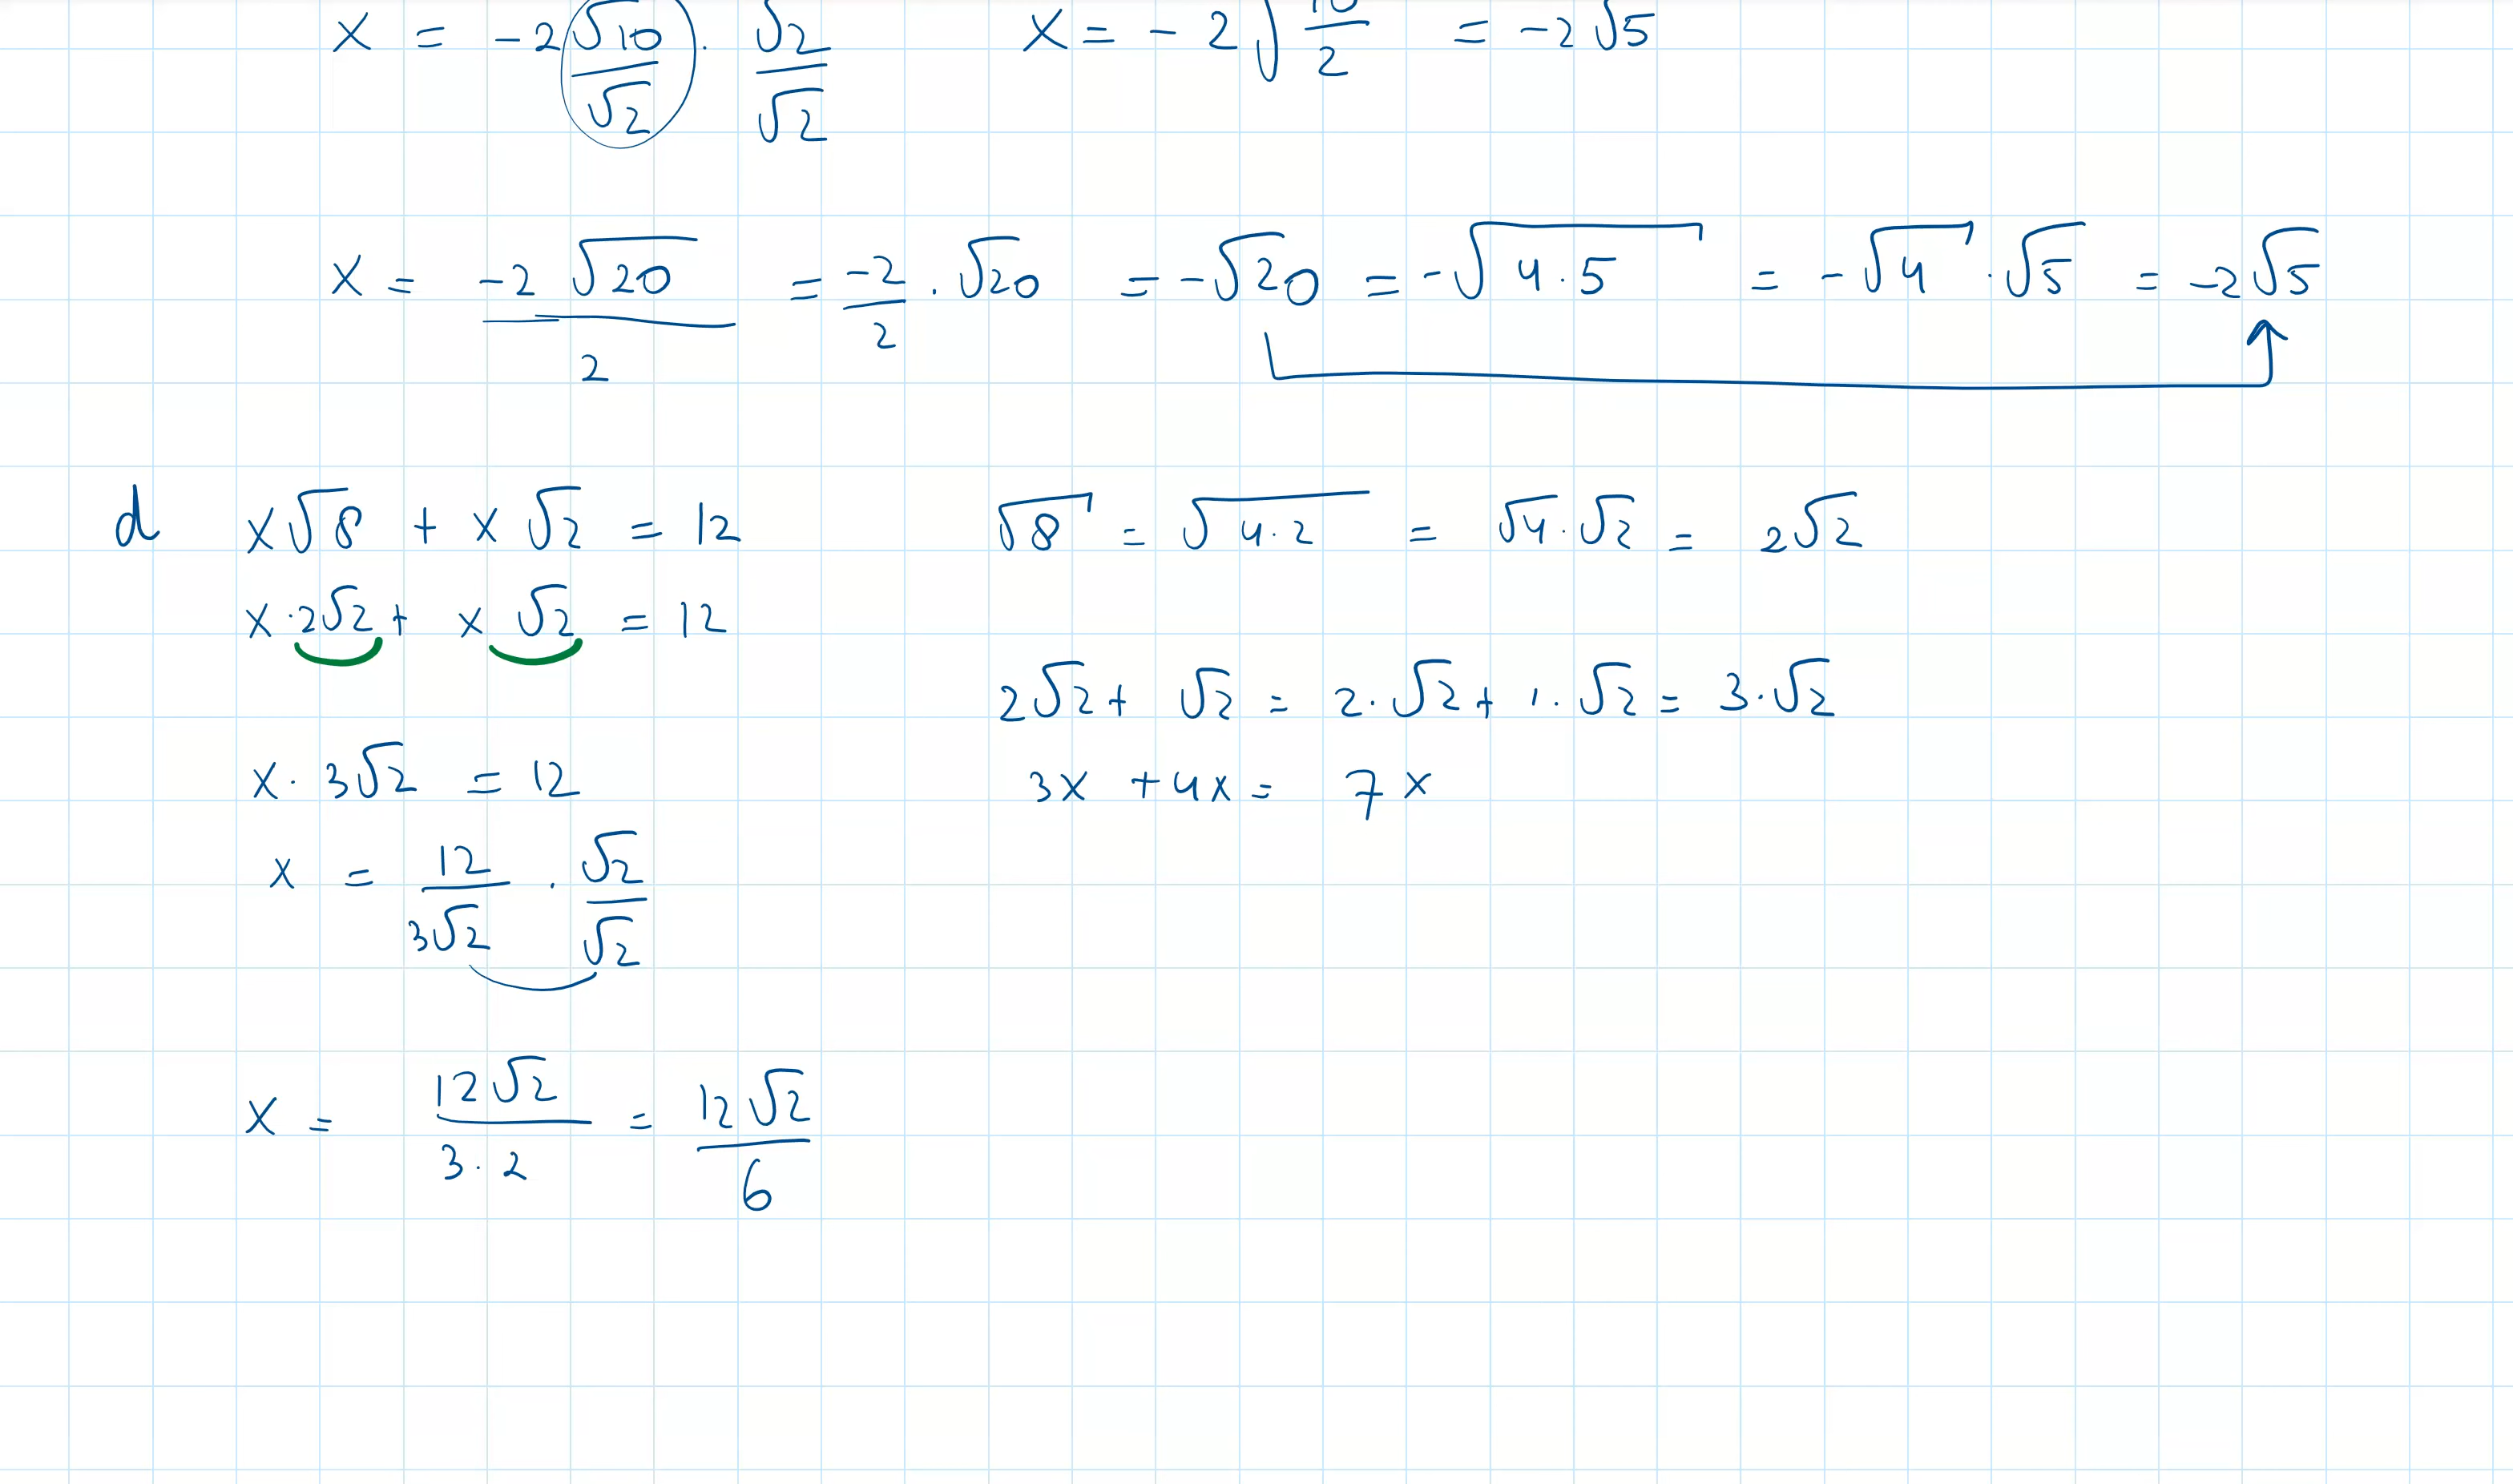 x = -2 √10/√2 · √2/√2    x = -2 √(10/2) = -2√5
x = -2√20/2 = -2/2 · √20 = -√20 = -√(4·5) = -√4 · √5 = -2√5
d  x√8 + x√2 = 12    √8 = √(4·2) = √4·√2 = 2√2
x·2√2 + x√2 = 12
2√2 + √2 = 2·√2 + 1·√2 = 3·√2
x·3√2 = 12    3x + 4x = 7x
x = 12/(3√2) · √2/√2
x = 12√2/(3·2) = 12√2/6